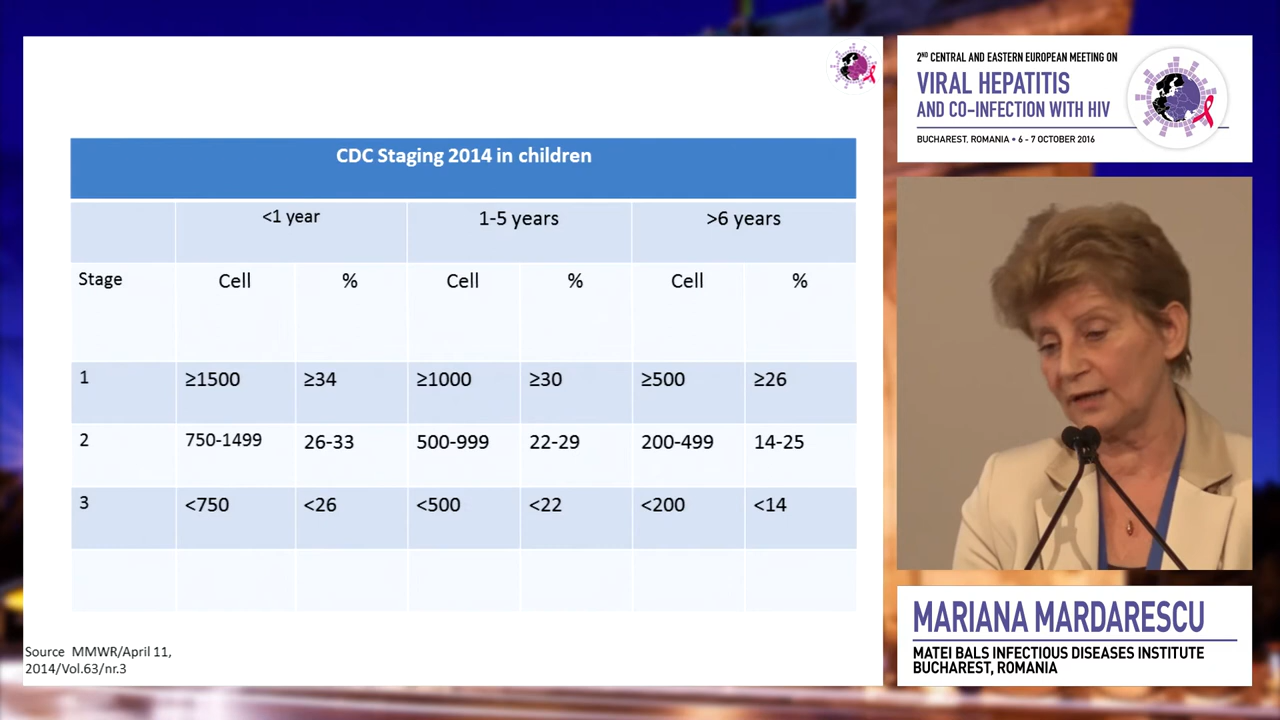 CDC Staging 2014 in children
<1 year 1-5 years >6 years
Stage Cell % Cell % Cell %
1 ≥1500 ≥34 ≥1000 ≥30 ≥500 ≥26
2 750-1499 26-33 500-999 22-29 200-499 14-25
3 <750 <26 <500 <22 <200 <14
Source MMWR/April 11,
2014/Vol.63/nr.3
2ND CENTRAL AND EASTERN EUROPEAN MEETING ON
VIRAL HEPATITIS
AND CO-INFECTION WITH HIV
BUCHAREST, ROMANIA • 6 - 7 OCTOBER 2016
MARIANA MARDARESCU
MATEI BALS INFECTIOUS DISEASES INSTITUTE
BUCHAREST, ROMANIA